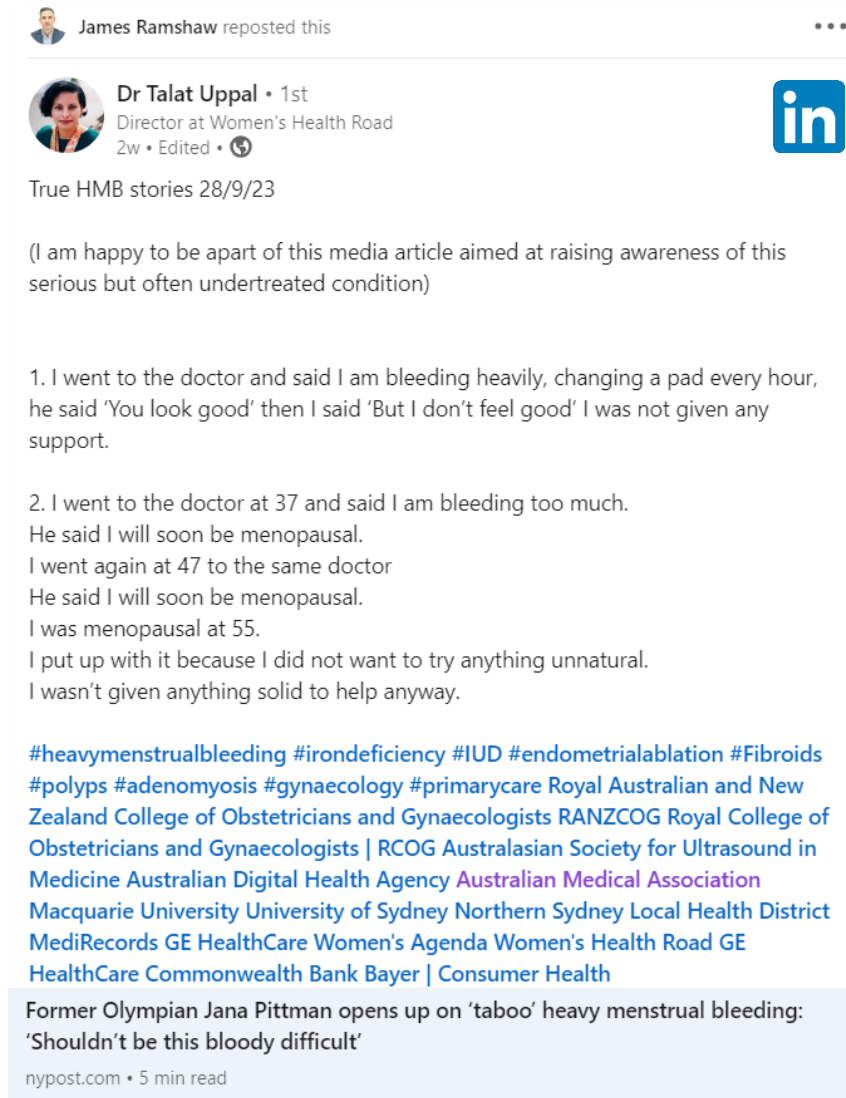 James Ramshaw reposted this
Dr Talat Uppal • 1st
Director at Women's Health Road
2w • Edited •
in
True HMB stories 28/9/23
(I am happy to be apart of this media article aimed at raising awareness of this
serious but often undertreated condition)
1. I went to the doctor and said I am bleeding heavily, changing a pad every hour,
he said ‘You look good’ then I said ‘But I don’t feel good’ I was not given any
support.
2. I went to the doctor at 37 and said I am bleeding too much.
He said I will soon be menopausal.
I went again at 47 to the same doctor
He said I will soon be menopausal.
I was menopausal at 55.
I put up with it because I did not want to try anything unnatural.
I wasn’t given anything solid to help anyway.
#heavymenstrualbleeding #irondeficiency #IUD #endometrialablation #Fibroids
#polyps #adenomyosis #gynaecology #primarycare Royal Australian and New
Zealand College of Obstetricians and Gynaecologists RANZCOG Royal College of
Obstetricians and Gynaecologists | RCOG Australasian Society for Ultrasound in
Medicine Australian Digital Health Agency Australian Medical Association
Macquarie University University of Sydney Northern Sydney Local Health District
MediRecords GE HealthCare Women's Agenda Women's Health Road GE
HealthCare Commonwealth Bank Bayer | Consumer Health
Former Olympian Jana Pittman opens up on ‘taboo’ heavy menstrual bleeding:
‘Shouldn’t be this bloody difficult’
nypost.com • 5 min read